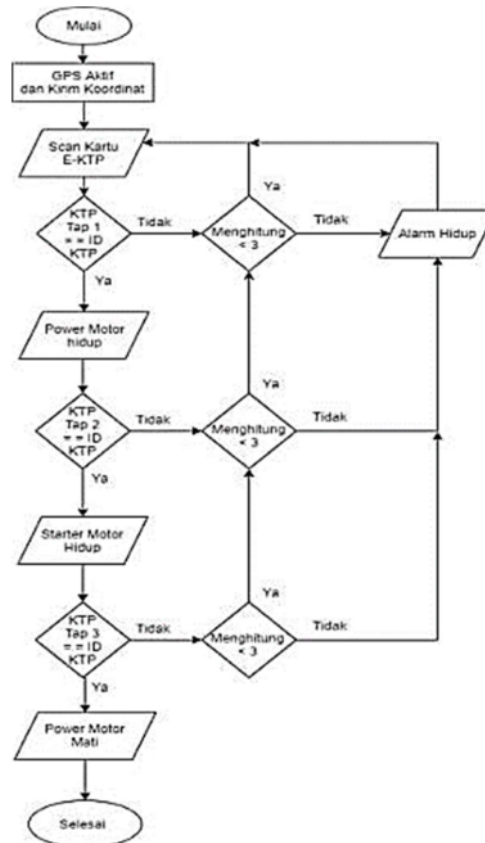 Mulai
GPS Aktif
dan Kirim Koordinat
Scan Kartu
E-KTP
Ya
KTP
Tap 1
= = ID
KTP
Tidak
Menghitung
< 3
Tidak
Alarm Hidup
Ya
Power Motor
hidup
Ya
KTP
Tap 2
= = ID
KTP
Tidak
Menghitung
< 3
Tidak
Ya
Starter Motor
Hidup
Ya
KTP
Tap 3
= = ID
KTP
Tidak
Menghitung
< 3
Tidak
Ya
Power Motor
Mati
Selesai